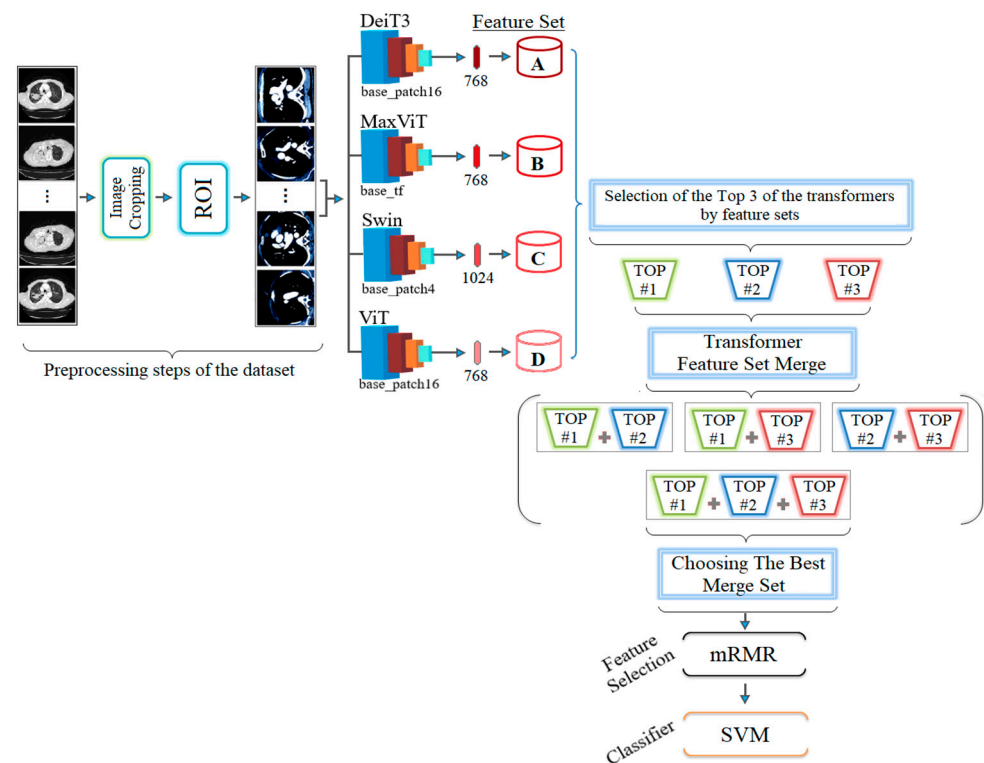 DeiT3
Feature Set
A
base_patch16
768
MaxViT
B
base_tf
768
Image
Cropping
ROI
...
...
Swin
C
base_patch4
1024
ViT
D
base_patch16
768
Preprocessing steps of the dataset
Selection of the Top 3 of the transformers
by feature sets
TOP
#1
TOP
#2
TOP
#3
Transformer
Feature Set Merge
TOP
#1
+
TOP
#2
TOP
#1
+
TOP
#3
TOP
#2
+
TOP
#3
TOP
#1
+
TOP
#2
+
TOP
#3
Choosing The Best
Merge Set
Feature
Selection
mRMR
Classifier
SVM